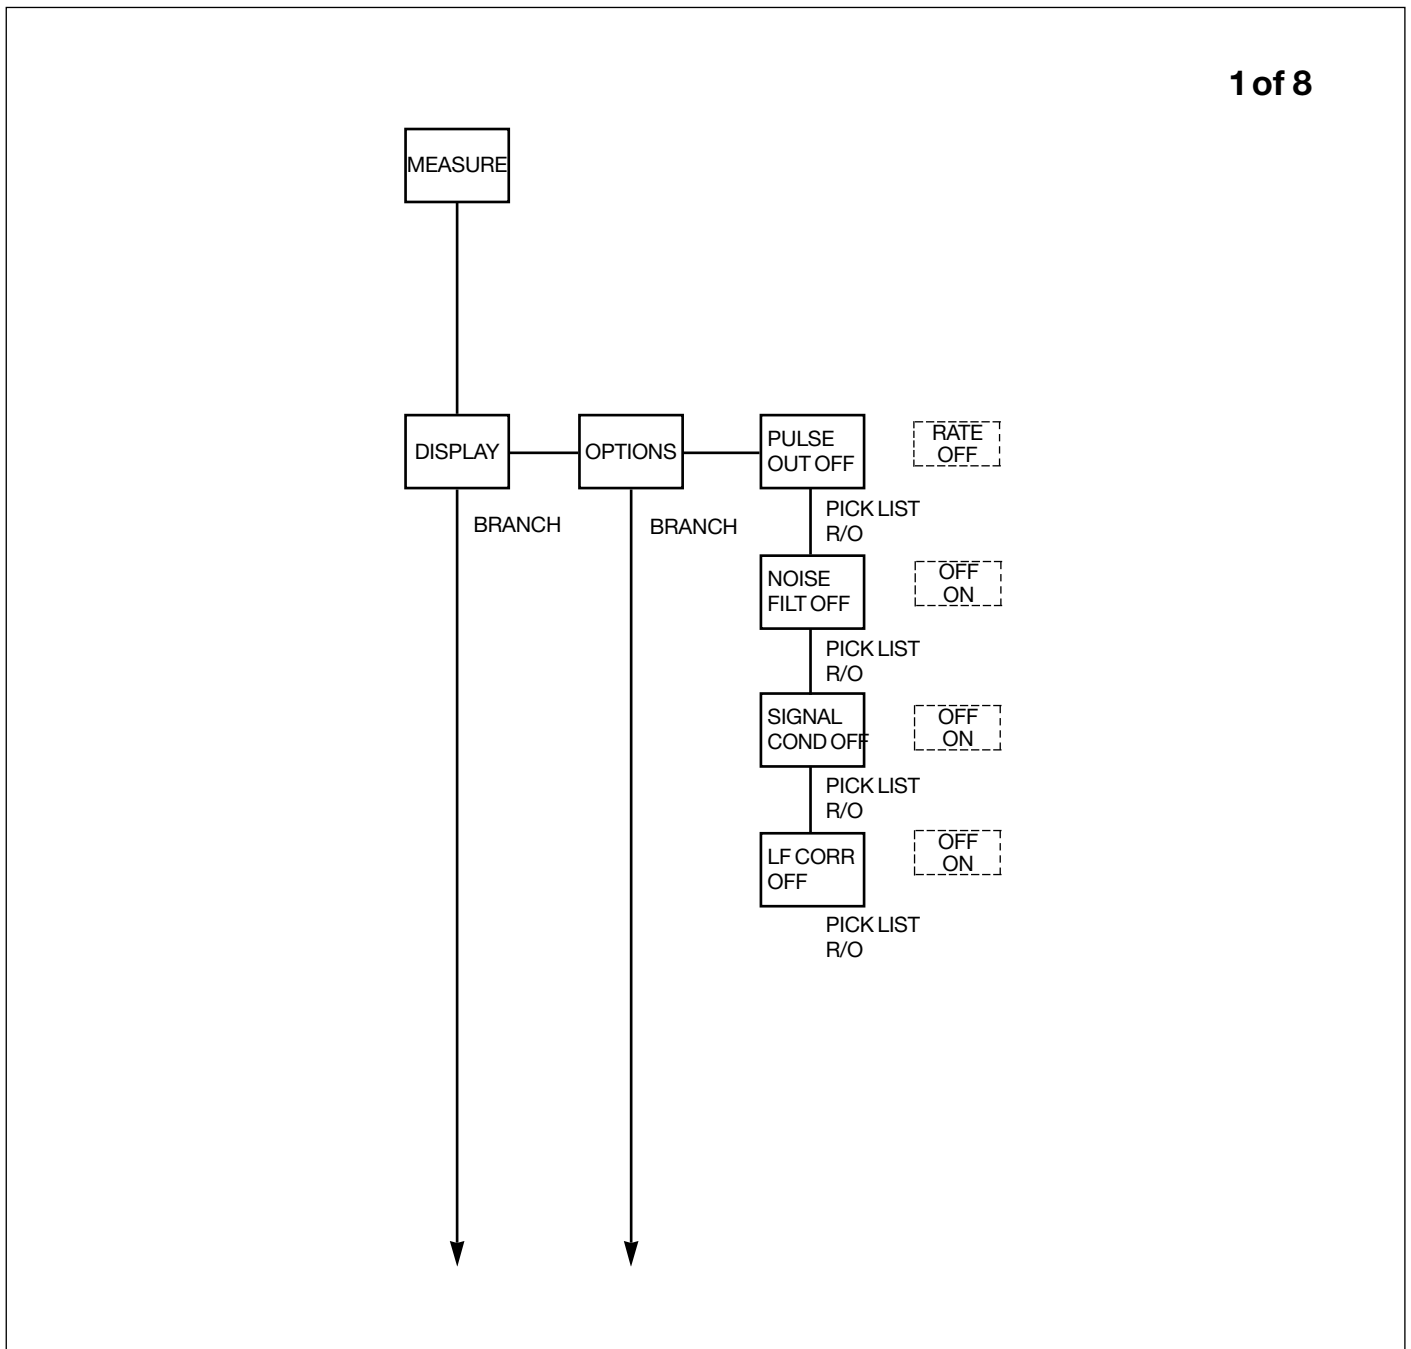 1 of 8
MEASURE
DISPLAY
BRANCH
OPTIONS
BRANCH
PULSE
OUT OFF
PICK LIST
R/O
RATE
OFF
NOISE
FILT OFF
PICK LIST
R/O
OFF
ON
SIGNAL
COND OFF
PICK LIST
R/O
OFF
ON
LF CORR
OFF
PICK LIST
R/O
OFF
ON